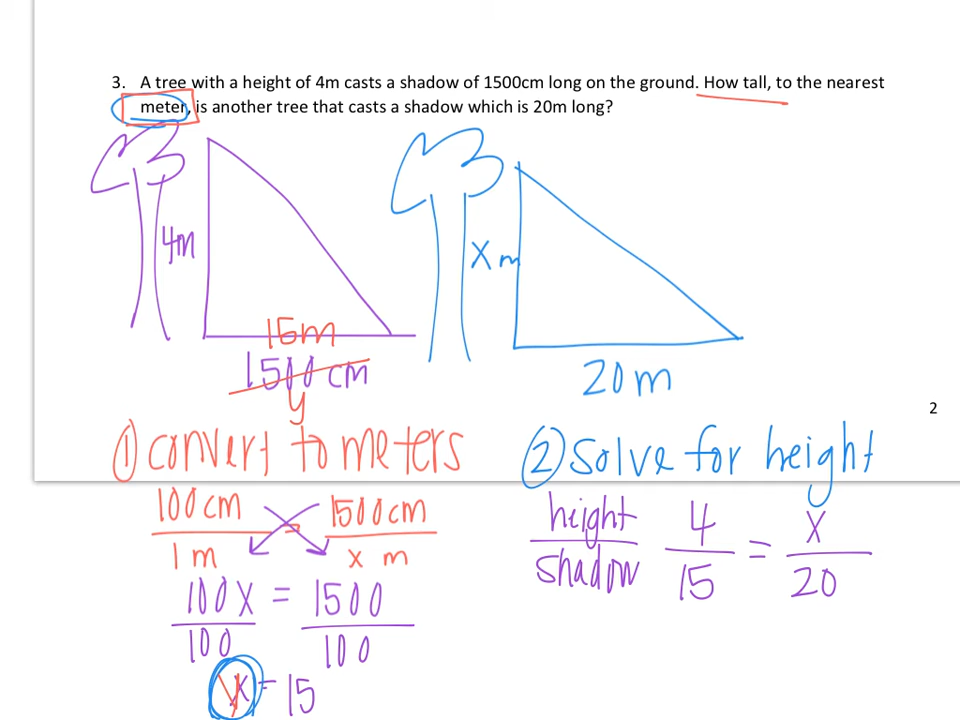 3. A tree with a height of 4m casts a shadow of 1500cm long on the ground. How tall, to the nearest
meter, is another tree that casts a shadow which is 20m long?
4m
X m
15m
1500 cm
y
20 m
2
① convert to meters
② solve for height
100 cm
1500 cm
1 m
x m
100X = 1500
100
100
= 15
height
shadow
4
15
=
x
20